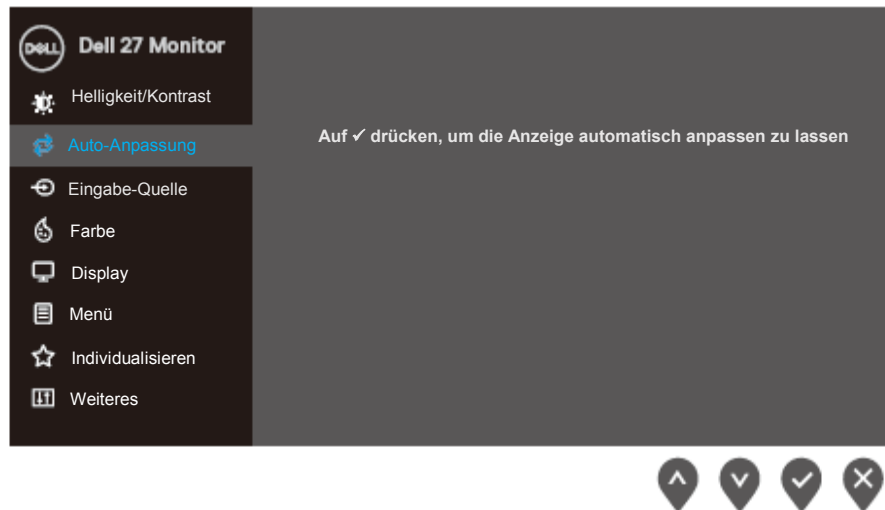 DELL Dell 27 Monitor
Helligkeit/Kontrast
Auto-Anpassung
Eingabe-Quelle
Farbe
Display
Menü
Individualisieren
Weiteres
Auf ✓ drücken, um die Anzeige automatisch anpassen zu lassen